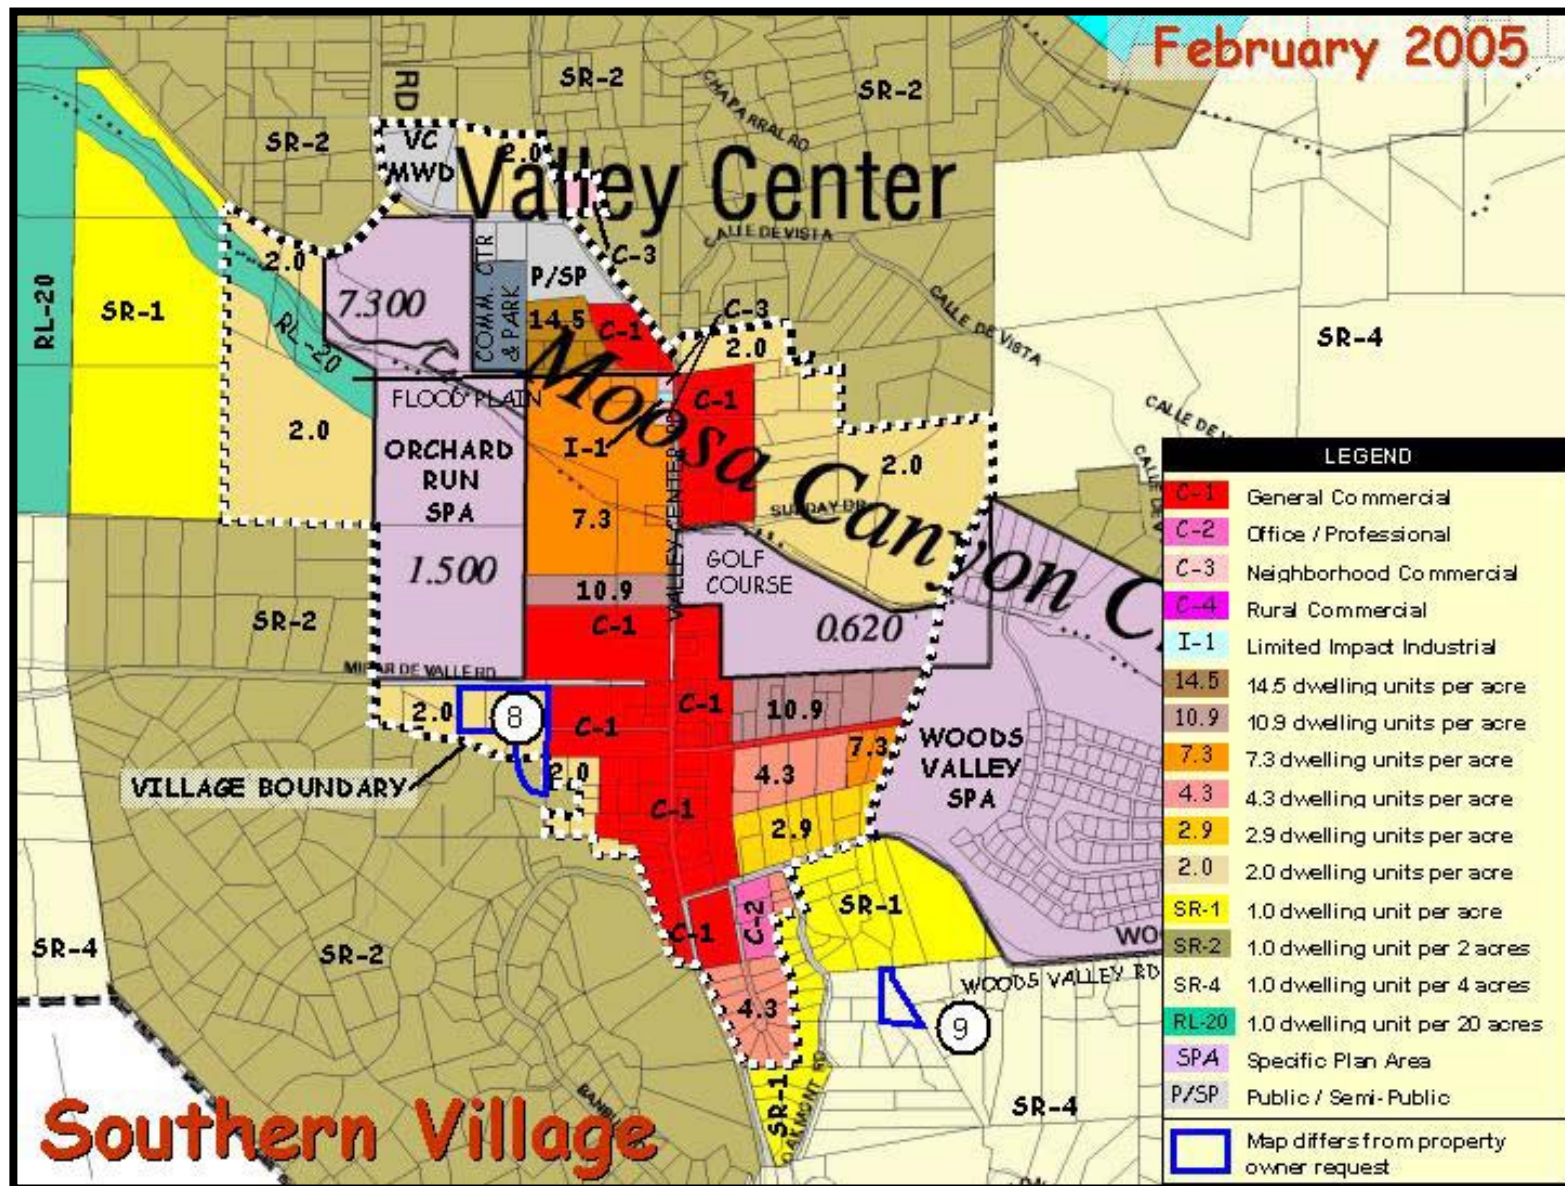 February 2005
RD
SR-2
SR-2
SR-2
CHAPARRAL RD
VC
MWD
2.0
Valley Center
CALLE DE VISTA
C-3
2.0
7.300
COMM. CTR
& PARK
P/SP
RL-20
SR-1
RL-20
14.5
C-1
C-3
2.0
CALLE DE VISTA
CALLE DE VISTA
SR-4
FLOOD PLAIN
Moosa Canyon C
C-1
2.0
ORCHARD
RUN
SPA
I-1
2.0
CALLE DE V
7.3
SUNDAY DR
VALLEY CENTER ROAD
GOLF
COURSE
1.500
10.9
SR-2
C-1
0.620
MIRAR DE VALLE RD
2.0
8
C-1
C-1
10.9
WOODS
VALLEY
SPA
7.3
4.3
2.0
VILLAGE BOUNDARY
C-1
2.9
SR-1
C-2
C-1
WO
SR-4
SR-2
WOODS VALLEY RD
4.3
9
SR-1
OAKMONT RD
SR-4
Southern Village
LEGEND
C-1 General Commercial
C-2 Office / Professional
C-3 Neighborhood Commercial
C-4 Rural Commercial
I-1 Limited Impact Industrial
14.5 14.5 dwelling units per acre
10.9 10.9 dwelling units per acre
7.3 7.3 dwelling units per acre
4.3 4.3 dwelling units per acre
2.9 2.9 dwelling units per acre
2.0 2.0 dwelling units per acre
SR-1 1.0 dwelling unit per acre
SR-2 1.0 dwelling unit per 2 acres
SR-4 1.0 dwelling unit per 4 acres
RL-20 1.0 dwelling unit per 20 acres
SPA Specific Plan Area
P/SP Public / Semi-Public
Map differs from property
owner request